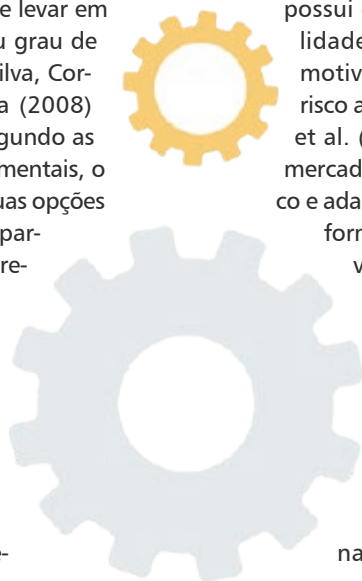 e levar em
u grau de
ilva, Cor-
a (2008)
gundo as
mentais, o
uas opções
par-
re-
e-
possui
lidade
motiv
risco a
et al. (
mercad
co e ada
forn
v
na